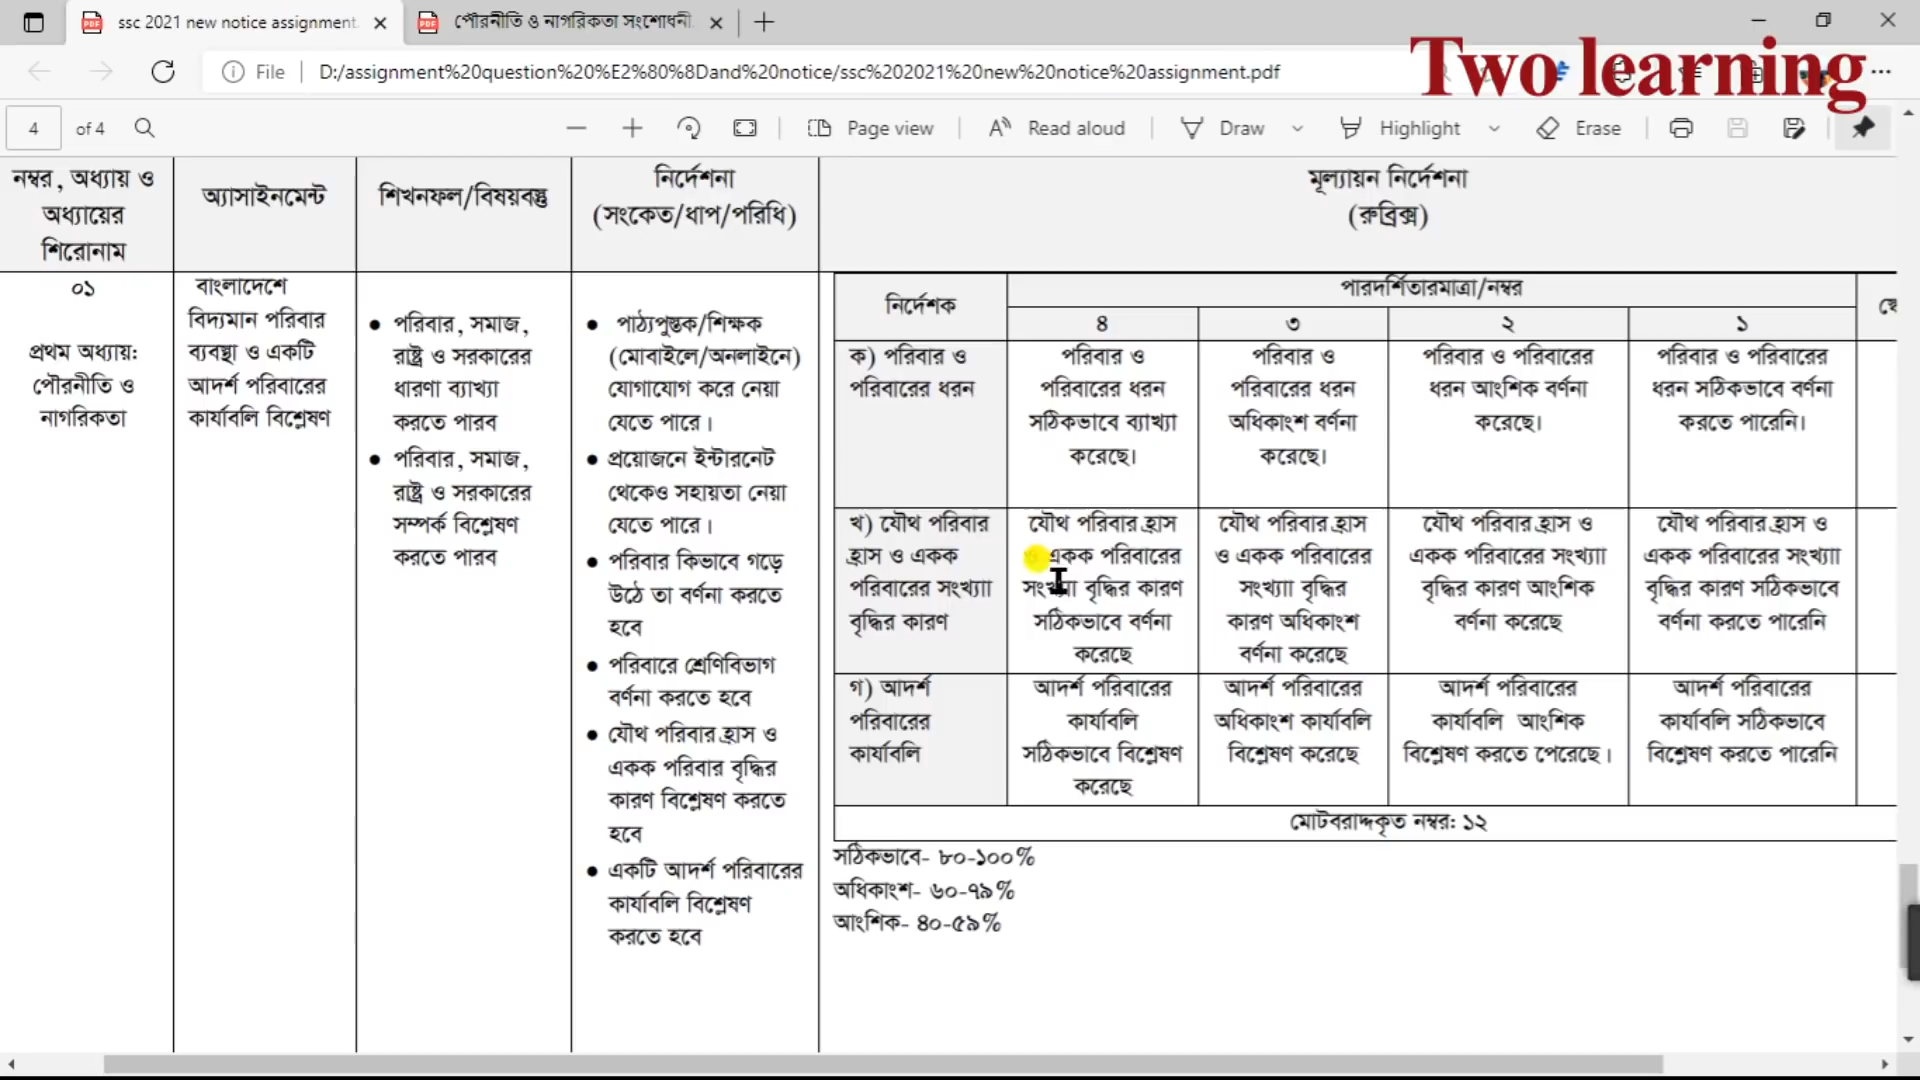 ssc 2021 new notice assignment.
পৌরনীতি ও নাগরিকতা সংশোধনী
File
D:/assignment%20question%20%E2%80%8Dand%20notice/ssc%202021%20new%20notice%20assignment.pdf
Two learning
4 of 4
Page view
Read aloud
Draw
Highlight
Erase
নম্বর, অধ্যায় ও
অধ্যায়ের
শিরোনাম
অ্যাসাইনমেন্ট
শিখনফল/বিষয়বস্তু
নির্দেশনা
(সংকেত/ধাপ/পরিধি)
মূল্যায়ন নির্দেশনা
(রুব্রিক্স)
০১
প্রথম অধ্যায়:
পৌরনীতি ও
নাগরিকতা
বাংলাদেশে
বিদ্যমান পরিবার
ব্যবস্থা ও একটি
আদর্শ পরিবারের
কার্যাবলি বিশ্লেষণ
● পরিবার, সমাজ,
রাষ্ট্র ও সরকারের
ধারণা ব্যাখ্যা
করতে পারব
● পরিবার, সমাজ,
রাষ্ট্র ও সরকারের
সম্পর্ক বিশ্লেষণ
করতে পারব
● পাঠ্যপুস্তক/শিক্ষক
(মোবাইলে/অনলাইনে)
যোগাযোগ করে নেয়া
যেতে পারে।
● প্রয়োজনে ইন্টারনেট
থেকেও সহায়তা নেয়া
যেতে পারে।
● পরিবার কিভাবে গড়ে
উঠে তা বর্ণনা করতে
হবে
● পরিবারে শ্রেণিবিভাগ
বর্ণনা করতে হবে
● যৌথ পরিবার হ্রাস ও
একক পরিবার বৃদ্ধির
কারণ বিশ্লেষণ করতে
হবে
● একটি আদর্শ পরিবারের
কার্যাবলি বিশ্লেষণ
করতে হবে
নির্দেশক
পারদর্শিতারমাত্রা/নম্বর
৪
৩
২
১
ক) পরিবার ও
পরিবারের ধরন
পরিবার ও
পরিবারের ধরন
সঠিকভাবে ব্যাখ্যা
করেছে।
পরিবার ও
পরিবারের ধরন
অধিকাংশ বর্ণনা
করেছে।
পরিবার ও পরিবারের
ধরন আংশিক বর্ণনা
করেছে।
পরিবার ও পরিবারের
ধরন সঠিকভাবে বর্ণনা
করতে পারেনি।
খ) যৌথ পরিবার
হ্রাস ও একক
পরিবারের সংখ্যাা
বৃদ্ধির কারণ
যৌথ পরিবার হ্রাস
ও একক পরিবারের
সংখ্যাা বৃদ্ধির কারণ
সঠিকভাবে বর্ণনা
করেছে
যৌথ পরিবার হ্রাস
ও একক পরিবারের
সংখ্যাা বৃদ্ধির
কারণ অধিকাংশ
বর্ণনা করেছে
যৌথ পরিবার হ্রাস ও
একক পরিবারের সংখ্যাা
বৃদ্ধির কারণ আংশিক
বর্ণনা করেছে
যৌথ পরিবার হ্রাস ও
একক পরিবারের সংখ্যাা
বৃদ্ধির কারণ সঠিকভাবে
বর্ণনা করতে পারেনি
গ) আদর্শ
পরিবারের
কার্যাবলি
আদর্শ পরিবারের
কার্যাবলি
সঠিকভাবে বিশ্লেষণ
করেছে
আদর্শ পরিবারের
অধিকাংশ কার্যাবলি
বিশ্লেষণ করেছে
আদর্শ পরিবারের
কার্যাবলি আংশিক
বিশ্লেষণ করতে পেরেছে।
আদর্শ পরিবারের
কার্যাবলি সঠিকভাবে
বিশ্লেষণ করতে পারেনি
মোটবরাদ্দকৃত নম্বর: ১২
সঠিকভাবে- ৮০-১০০%
অধিকাংশ- ৬০-৭৯%
আংশিক- ৪০-৫৯%